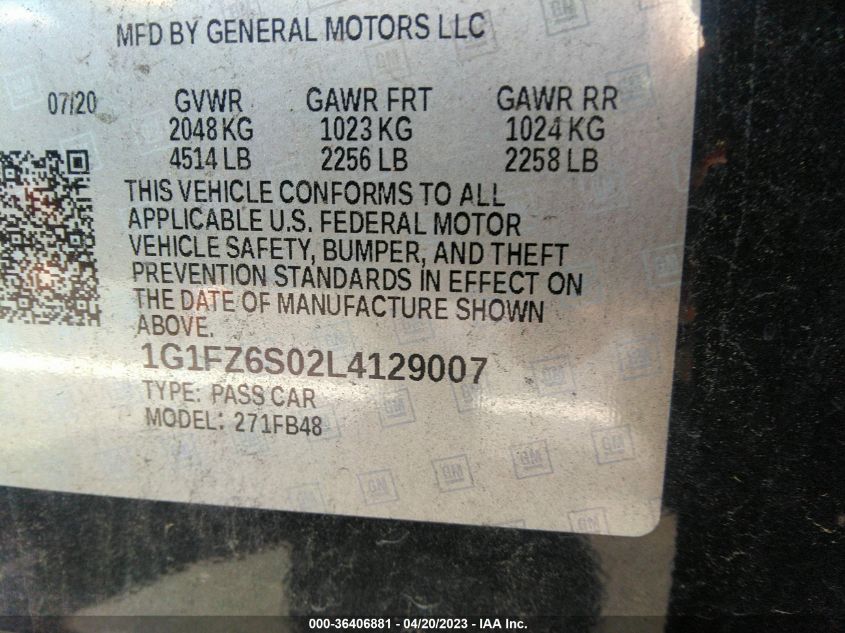 MFD BY GENERAL MOTORS LLC
07/20 GVWR GAWR FRT GAWR RR
2048 KG 1023 KG 1024 KG
4514 LB 2256 LB 2258 LB
THIS VEHICLE CONFORMS TO ALL
APPLICABLE U.S. FEDERAL MOTOR
VEHICLE SAFETY, BUMPER, AND THEFT
PREVENTION STANDARDS IN EFFECT ON
THE DATE OF MANUFACTURE SHOWN
ABOVE.
1G1FZ6S02L4129007
TYPE: PASS CAR
MODEL: 271FB48
000-36406881 - 04/20/2023 - IAA Inc.